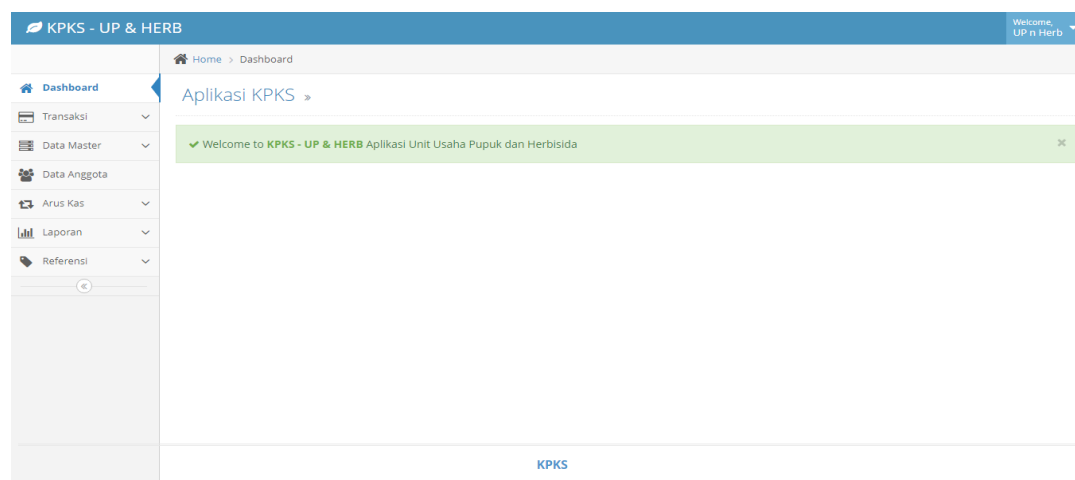 KPKS - UP & HERB
Welcome,
UP n Herb
Home > Dashboard
Dashboard
Transaksi
Data Master
Data Anggota
Arus Kas
Laporan
Referensi
Aplikasi KPKS »
Welcome to KPKS - UP & HERB Aplikasi Unit Usaha Pupuk dan Herbisida
KPKS